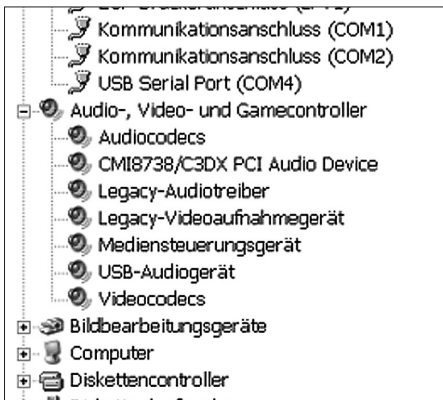 Kommunikationsanschluss (COM1)
Kommunikationsanschluss (COM2)
USB Serial Port (COM4)
Audio-, Video- und Gamecontroller
Audiocodecs
CMI8738/C3DX PCI Audio Device
Legacy-Audiotreiber
Legacy-Videoaufnahmegerät
Mediensteuerungsgerät
USB-Audiogerät
Videocodecs
Bildbearbeitungsgeräte
Computer
Diskettencontroller